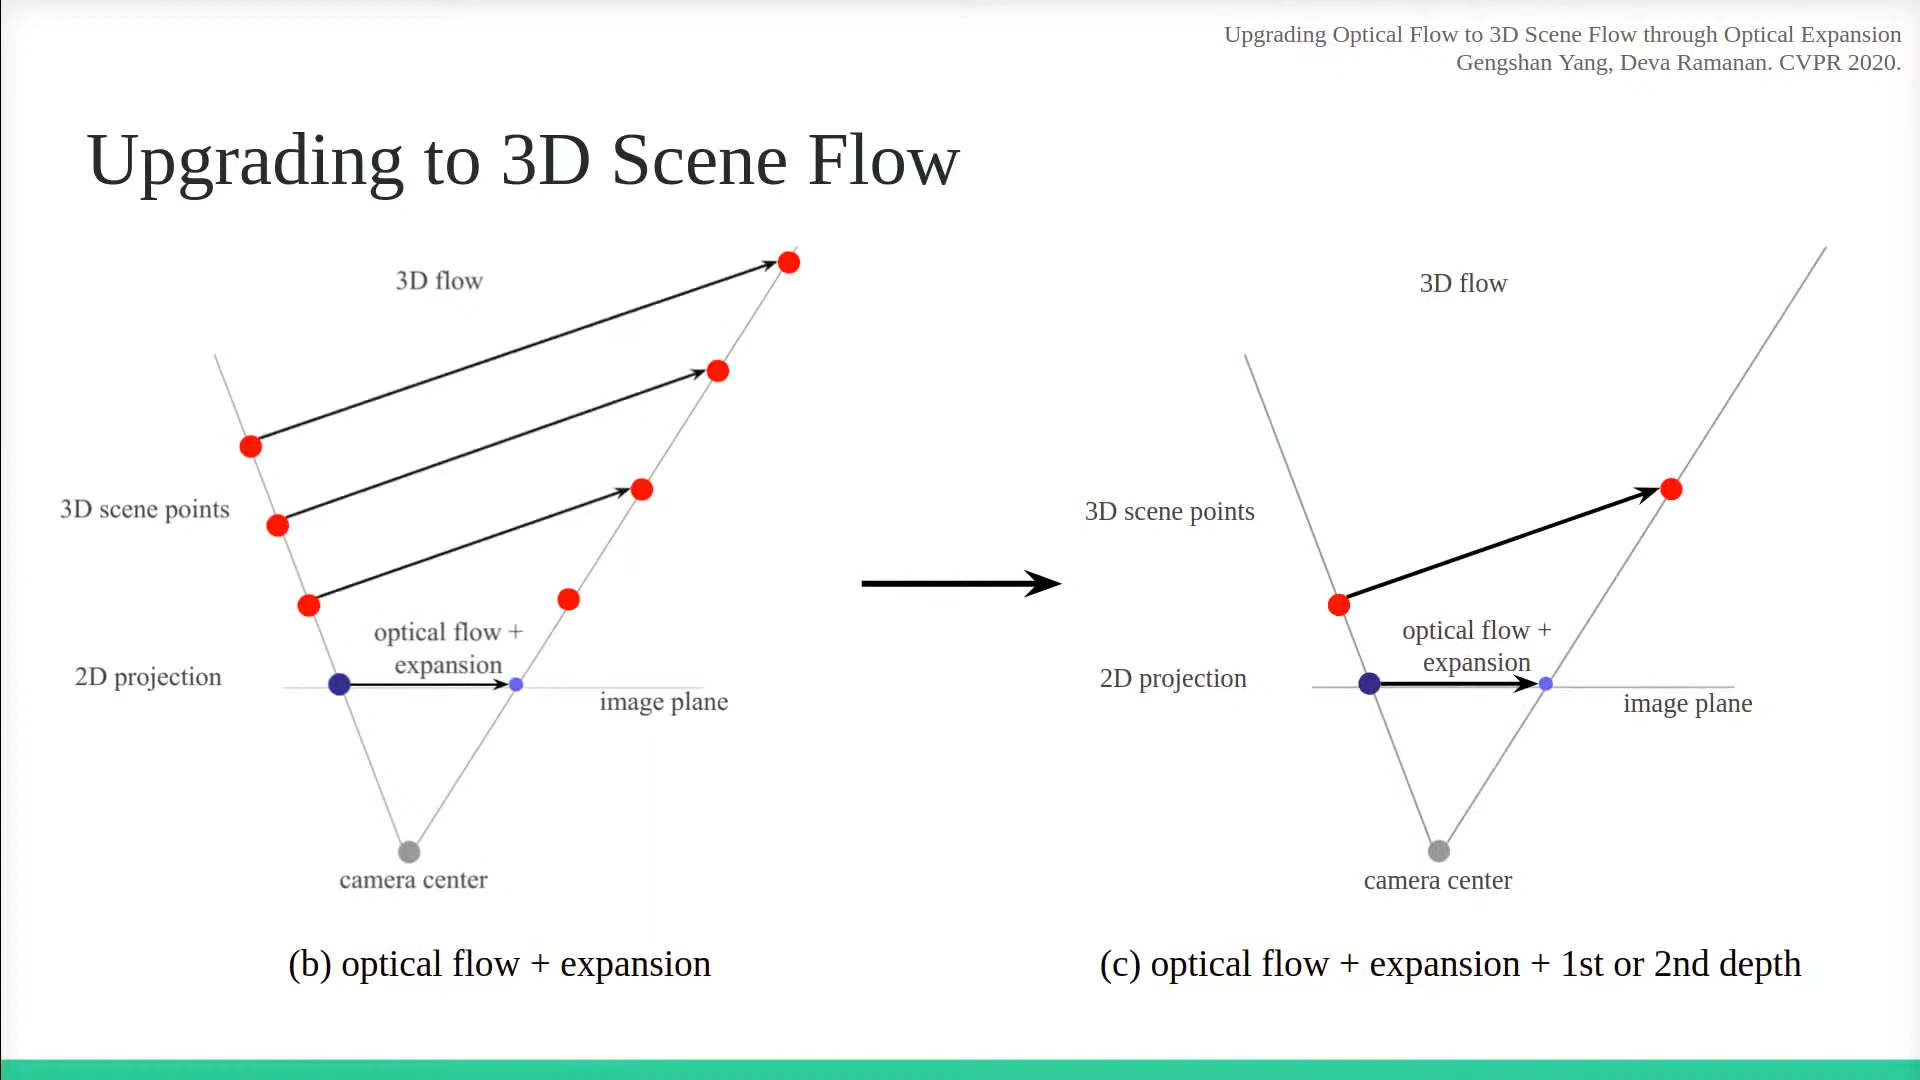 Upgrading Optical Flow to 3D Scene Flow through Optical Expansion
Gengshan Yang, Deva Ramanan. CVPR 2020.
Upgrading to 3D Scene Flow
3D flow
3D scene points
optical flow +
expansion
2D projection
image plane
camera center
(b) optical flow + expansion
3D flow
3D scene points
optical flow +
expansion
2D projection
image plane
camera center
(c) optical flow + expansion + 1st or 2nd depth